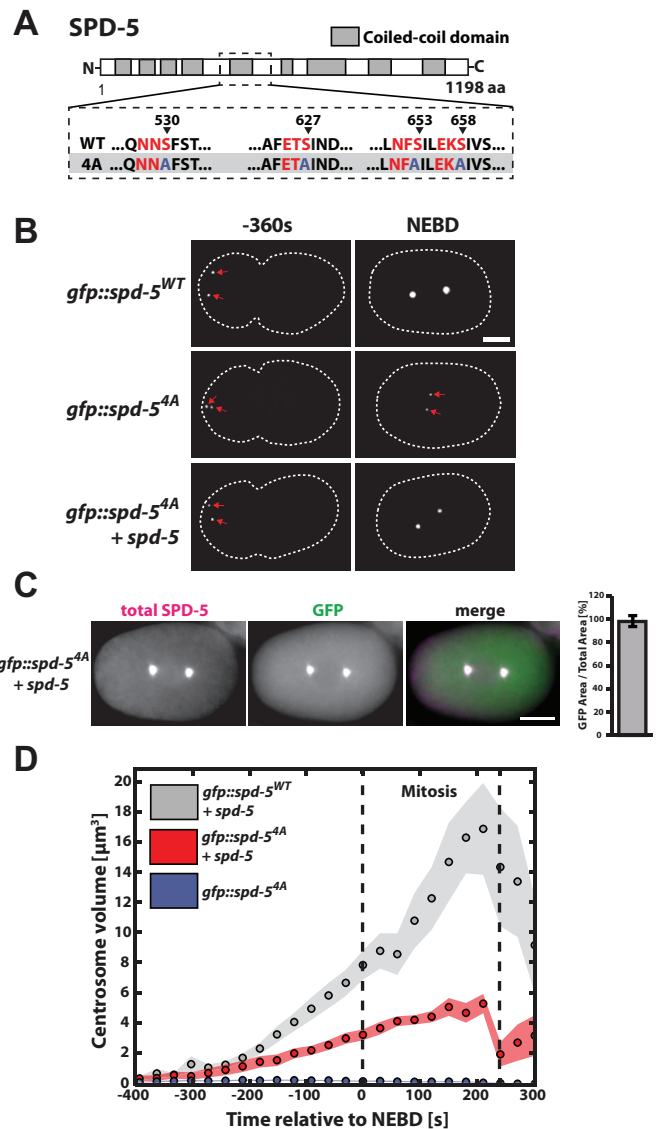 A SPD-5
Coiled-coil domain
N C
1 1198 aa
530 627 653 658
WT ...QNNSFST... ...AFETSIND... ...LNFSILEKSIVS...
4A ...QNNAFST... ...AFETAIND... ...LNFAILEKAIVS...
B
-360s NEBD
gfp::spd-5WT
gfp::spd-54A
gfp::spd-54A
+ spd-5
C
total SPD-5 GFP merge
gfp::spd-54A
+ spd-5
GFP Area / Total Area [%]
120
100
80
60
40
20
0
D
Centrosome volume [µm³]
20
18
16
14
12
10
8
6
4
2
0
gfp::spd-5WT
+ spd-5
gfp::spd-54A
+ spd-5
gfp::spd-54A
Mitosis
-400 -300 -200 -100 0 100 200 300
Time relative to NEBD [s]